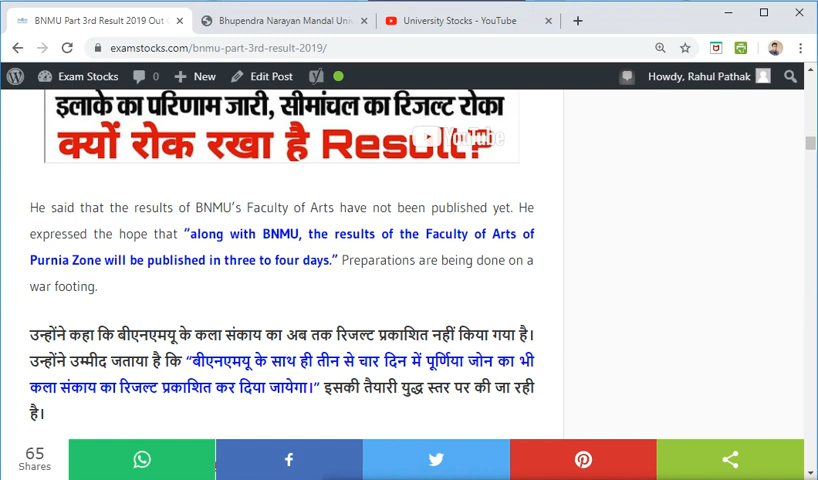 BNMU Part 3rd Result 2019 Out
Bhupendra Narayan Mandal Uni
University Stocks - YouTube
examstocks.com/bnmu-part-3rd-result-2019/
Exam Stocks 0 New Edit Post Howdy, Rahul Pathak
इलाके का परिणाम जारी, सीमांचल का रिजल्ट रोका
क्यों रोक रखा है Result?
YouTube
He said that the results of BNMU's Faculty of Arts have not been published yet. He
expressed the hope that "along with BNMU, the results of the Faculty of Arts of
Purnia Zone will be published in three to four days." Preparations are being done on a
war footing.
उन्होंने कहा कि बीएनएमयू के कला संकाय का अब तक रिजल्ट प्रकाशित नहीं किया गया है।
उन्होंने उम्मीद जताया है कि "बीएनएमयू के साथ ही तीन से चार दिन में पूर्णिया जोन का भी
कला संकाय का रिजल्ट प्रकाशित कर दिया जायेगा।" इसकी तैयारी युद्ध स्तर पर की जा रही
है।
65
Shares